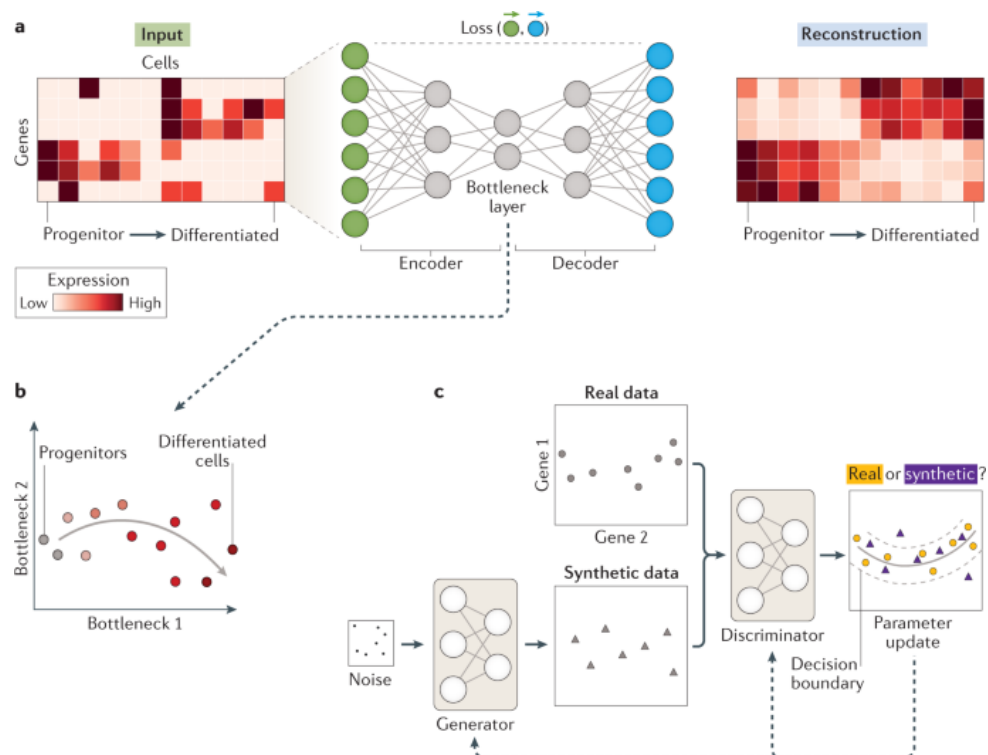 a
Input
Loss ( , )
Reconstruction
Cells
Genes
Bottleneck
layer
Progenitor Differentiated
Encoder
Decoder
Progenitor Differentiated
Expression
Low High
b
Progenitors
Differentiated
cells
Bottleneck 2
Bottleneck 1
c
Real data
Gene 1
Gene 2
Synthetic data
Noise
Generator
Discriminator
Real or synthetic?
Parameter
update
Decision
boundary